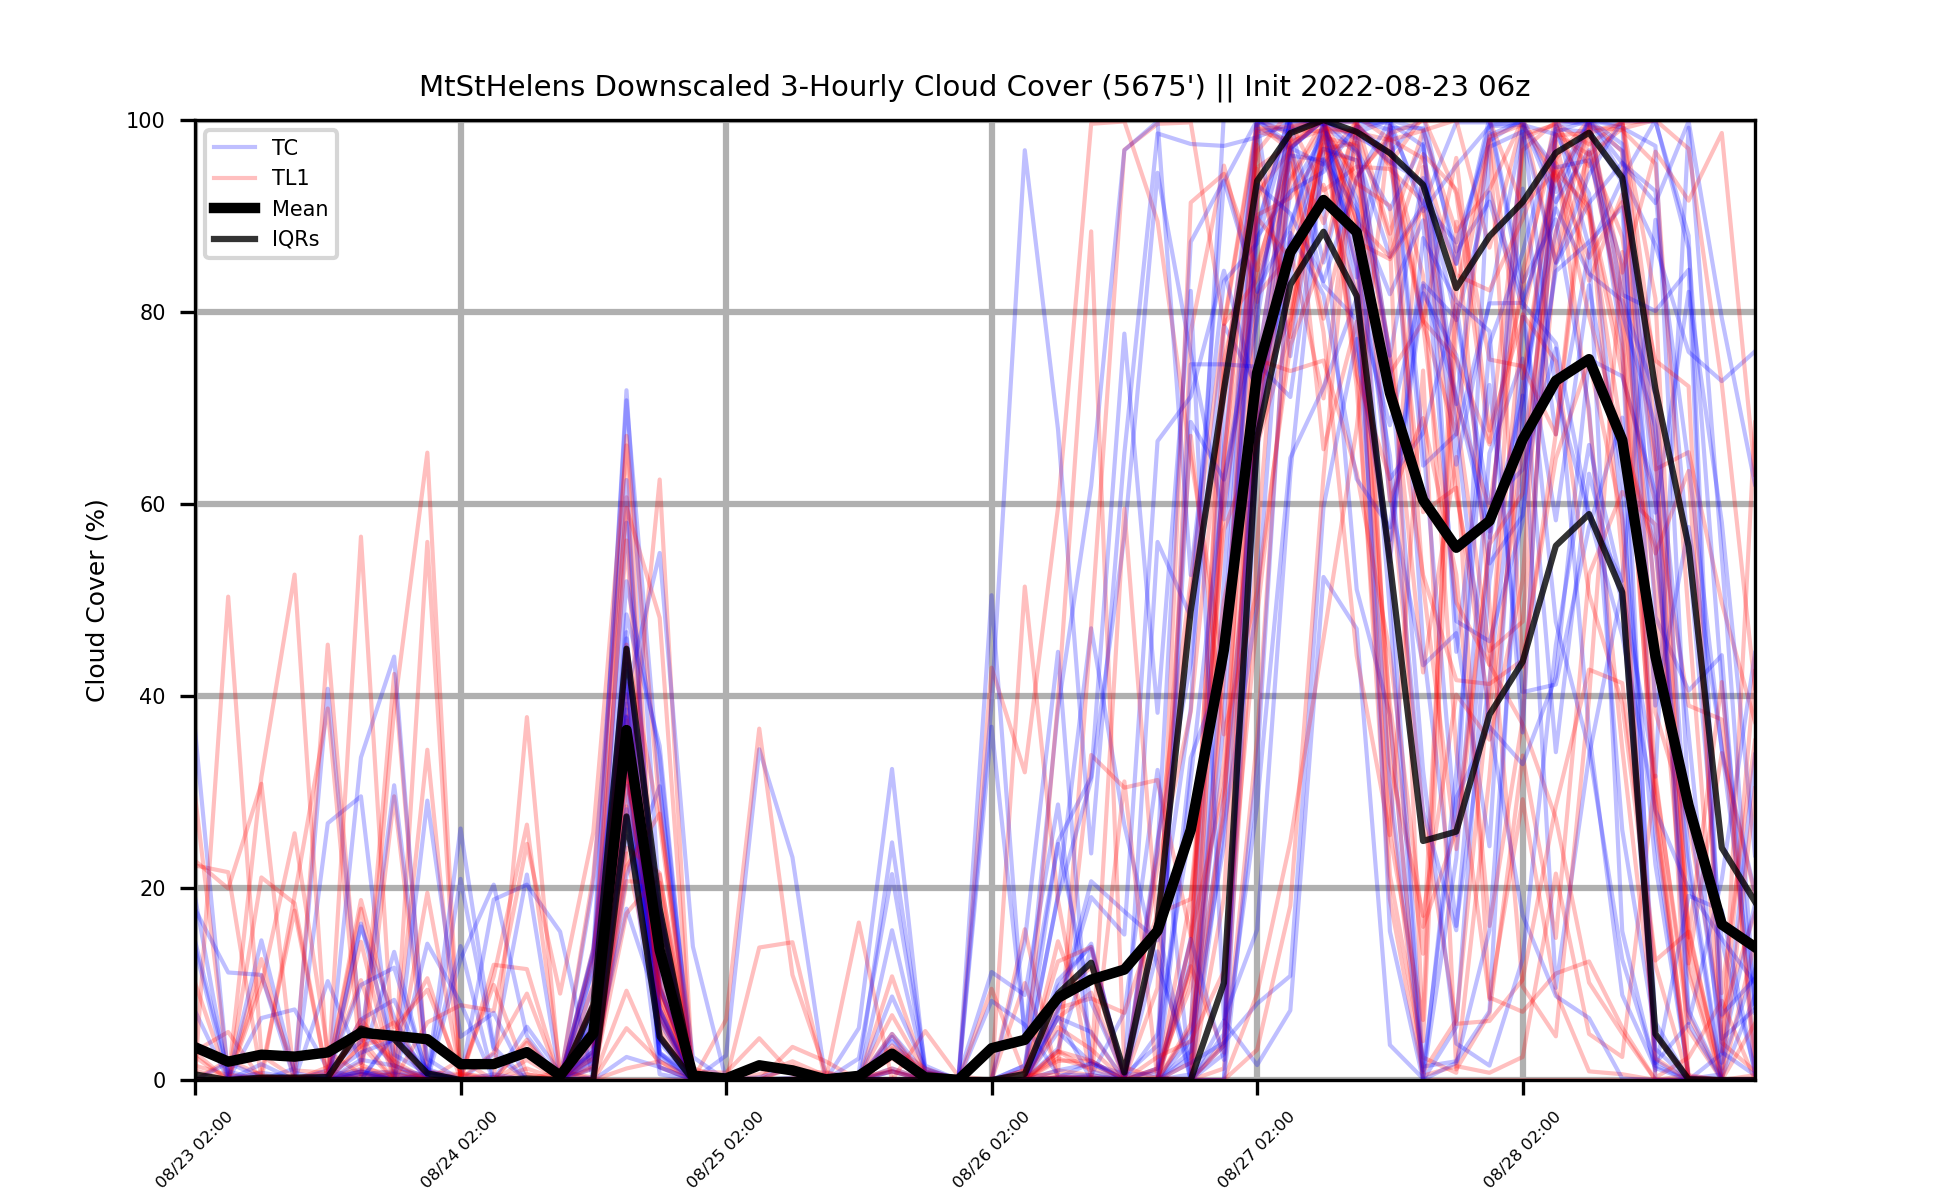 MtStHelens Downscaled 3-Hourly Cloud Cover (5675') || Init 2022-08-23 06z
100
80
60
40
20
0
Cloud Cover (%)
TC
TL1
Mean
IQRs
08/23 02:00
08/24 02:00
08/25 02:00
08/26 02:00
08/27 02:00
08/28 02:00